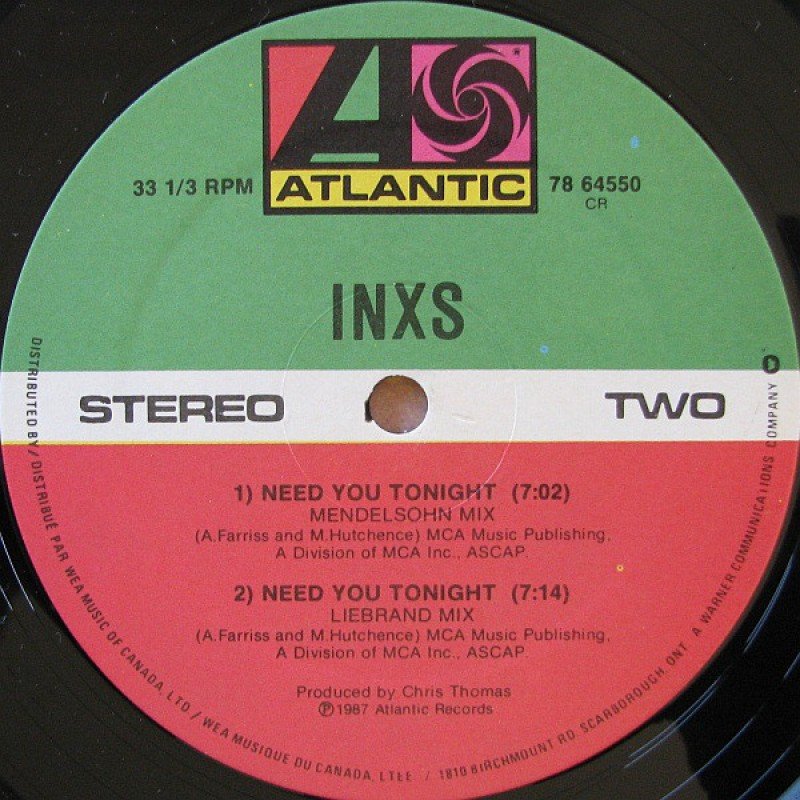 33 1/3 RPM
ATLANTIC
78 64550
CR
INXS
STEREO
TWO
1) NEED YOU TONIGHT (7:02)
MENDELSOHN MIX
(A.Farriss and M.Hutchence) MCA Music Publishing,
A Division of MCA Inc., ASCAP.
2) NEED YOU TONIGHT (7:14)
LIEBRAND MIX
(A.Farriss and M.Hutchence) MCA Music Publishing,
A Division of MCA Inc., ASCAP.
Produced by Chris Thomas
℗1987 Atlantic Records
DISTRIBUTED BY / DISTRIBUÉ PAR WEA MUSIC OF CANADA, LTD / WEA MUSIQUE DU CANADA, LTÉE / 1810 BIRCHMOUNT RD SCARBOROUGH ONT A WARNER COMMUNICATIONS COMPANY